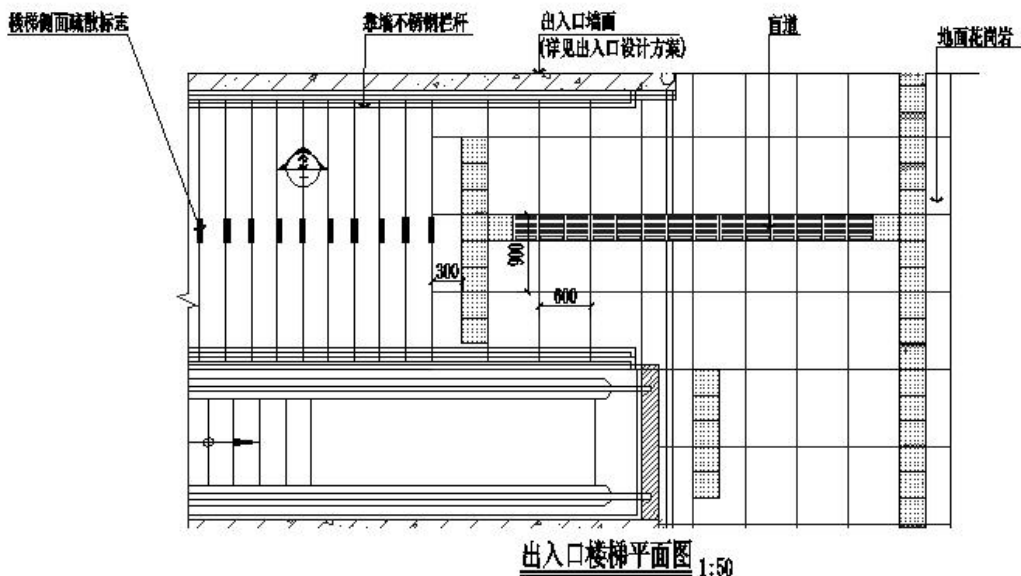 楼梯侧面疏散标志
靠墙不锈钢栏杆
出入口墙面
(详见出入口设计方案)
盲道
地面花岗岩
300
900
600
出入口楼梯平面图 1:50